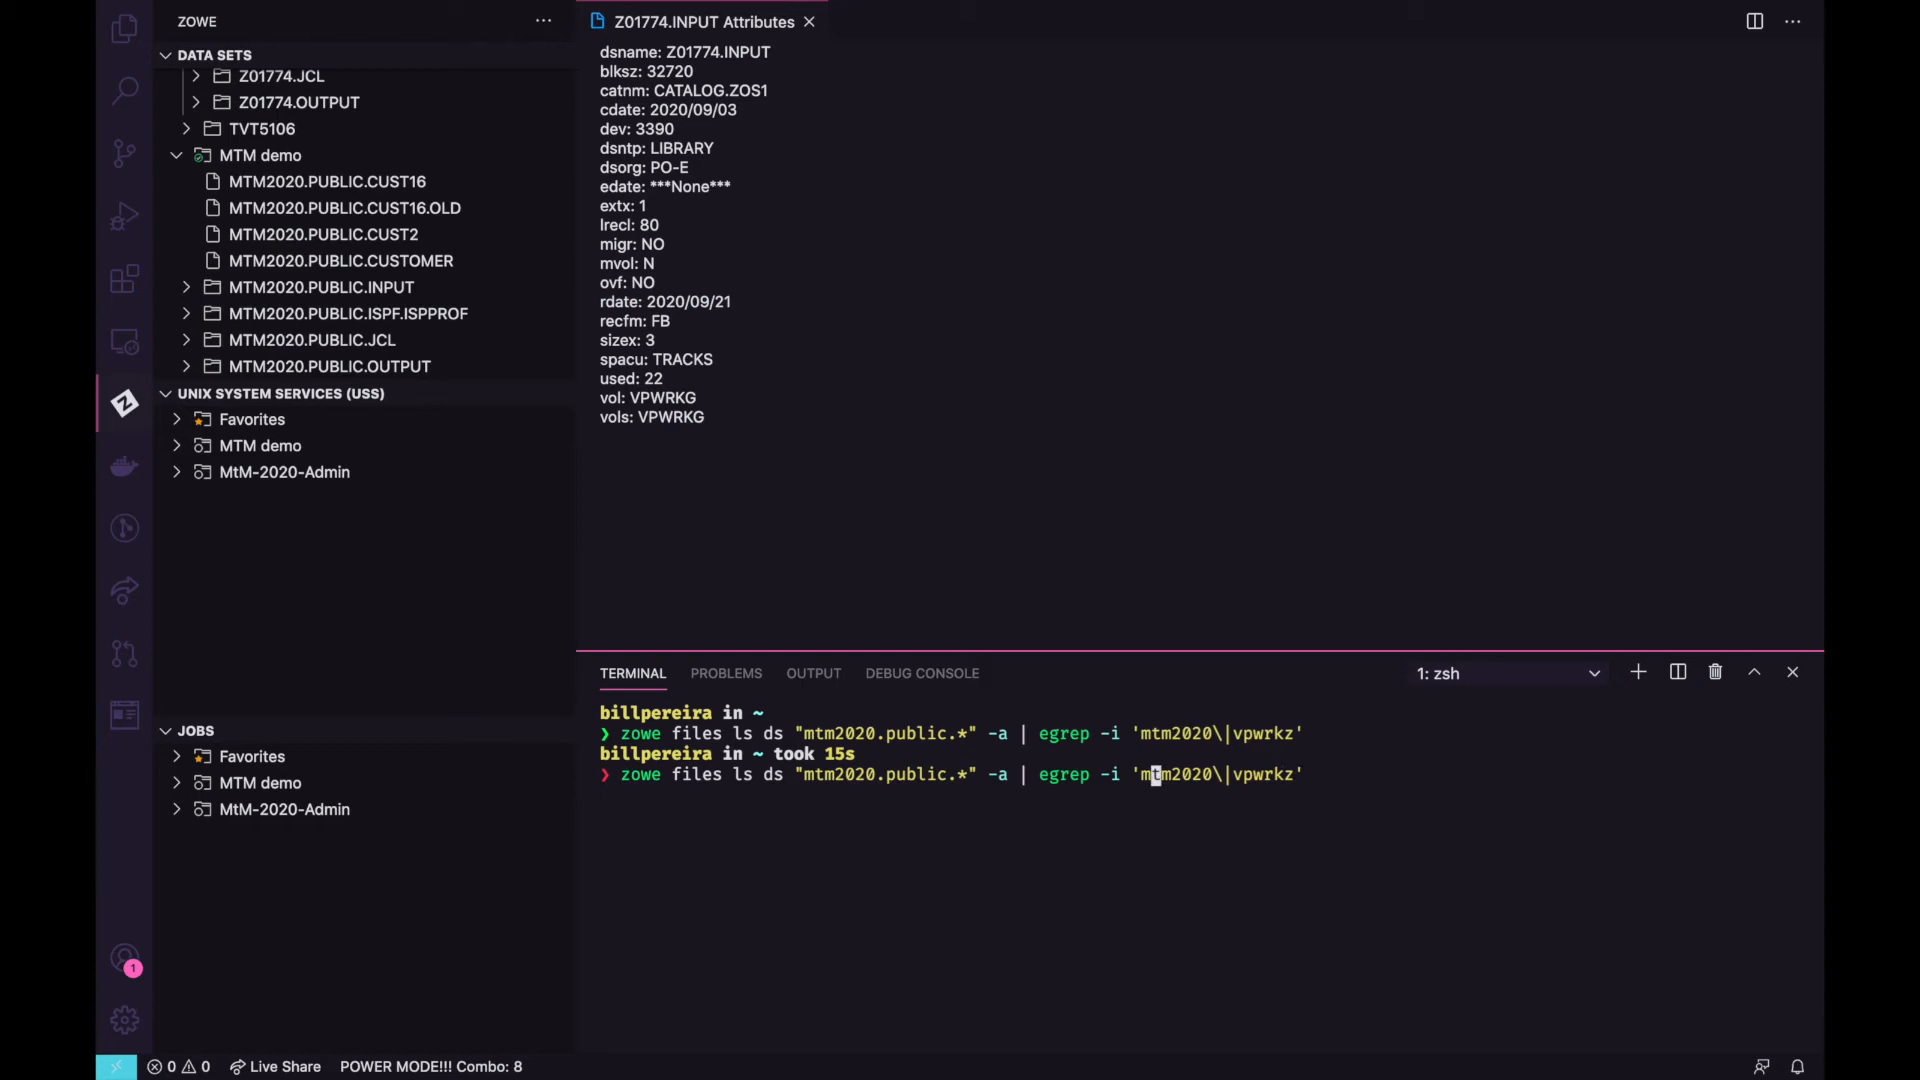 ZOWE
DATA SETS
Z01774.JCL
Z01774.OUTPUT
TVT5106
MTM demo
MTM2020.PUBLIC.CUST16
MTM2020.PUBLIC.CUST16.OLD
MTM2020.PUBLIC.CUST2
MTM2020.PUBLIC.CUSTOMER
MTM2020.PUBLIC.INPUT
MTM2020.PUBLIC.ISPF.ISPPROF
MTM2020.PUBLIC.JCL
MTM2020.PUBLIC.OUTPUT
UNIX SYSTEM SERVICES (USS)
Favorites
MTM demo
MtM-2020-Admin
JOBS
Favorites
MTM demo
MtM-2020-Admin
1
Z01774.INPUT Attributes
dsname: Z01774.INPUT
blksz: 32720
catnm: CATALOG.ZOS1
cdate: 2020/09/03
dev: 3390
dsntp: LIBRARY
dsorg: PO-E
edate: ***None***
extx: 1
lrecl: 80
migr: NO
mvol: N
ovf: NO
rdate: 2020/09/21
recfm: FB
sizex: 3
spacu: TRACKS
used: 22
vol: VPWRKG
vols: VPWRKG
TERMINAL PROBLEMS OUTPUT DEBUG CONSOLE 1: zsh
billpereira in ~
❯ zowe files ls ds "mtm2020.public.*" -a | egrep -i 'mtm2020\|vpwrkz'
billpereira in ~ took 15s
❯ zowe files ls ds "mtm2020.public.*" -a | egrep -i 'mtm2020\|vpwrkz'
0 0 Live Share POWER MODE!!! Combo: 8